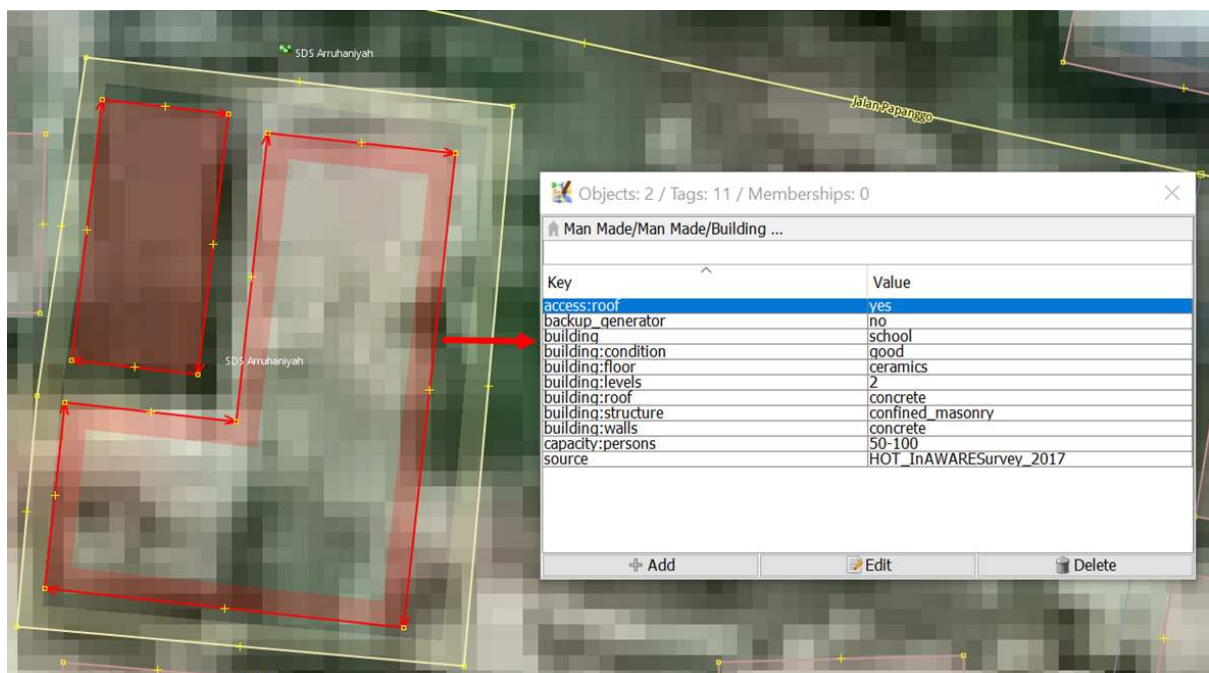 SDS Arruhaniyah
Jalan Papanggo
Objects: 2 / Tags: 11 / Memberships: 0
Man Made/Man Made/Building ...
Key Value
access:roof yes
backup_generator no
building school
building:condition good
building:floor ceramics
building:levels 2
building:roof concrete
building:structure confined_masonry
building:walls concrete
capacity:persons 50-100
source HOT_InAWARESurvey_2017
Add Edit Delete
SDS Arruhaniyah